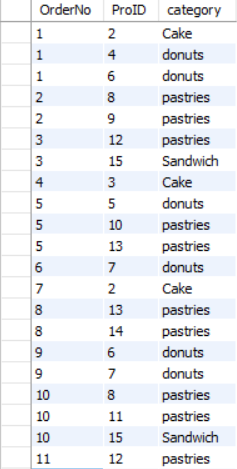 OrderNo ProID category
1 2 Cake
1 4 donuts
1 6 donuts
2 8 pastries
2 9 pastries
3 12 pastries
3 15 Sandwich
4 3 Cake
5 5 donuts
5 10 pastries
5 13 pastries
6 7 donuts
7 2 Cake
8 13 pastries
8 14 pastries
9 6 donuts
9 7 donuts
10 8 pastries
10 11 pastries
10 15 Sandwich
11 12 pastries